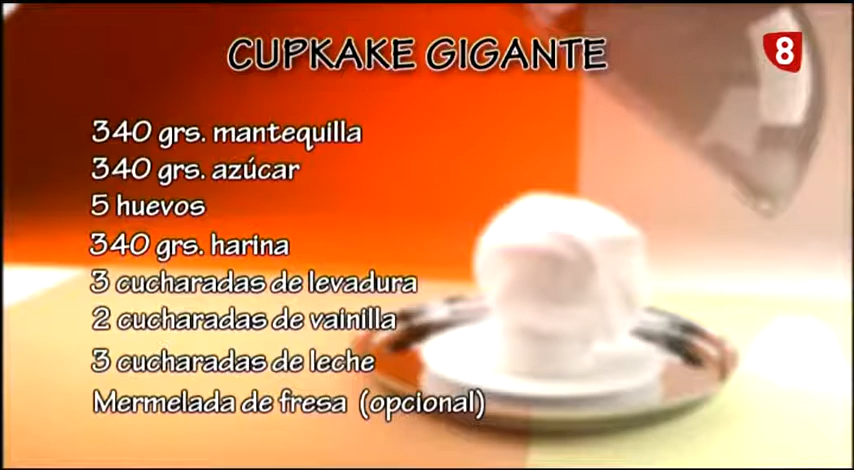 CUPKAKE GIGANTE
8
340 grs. mantequilla
340 grs. azúcar
5 huevos
340 grs. harina
3 cucharadas de levadura
2 cucharadas de vainilla
3 cucharadas de leche
Mermelada de fresa (opcional)